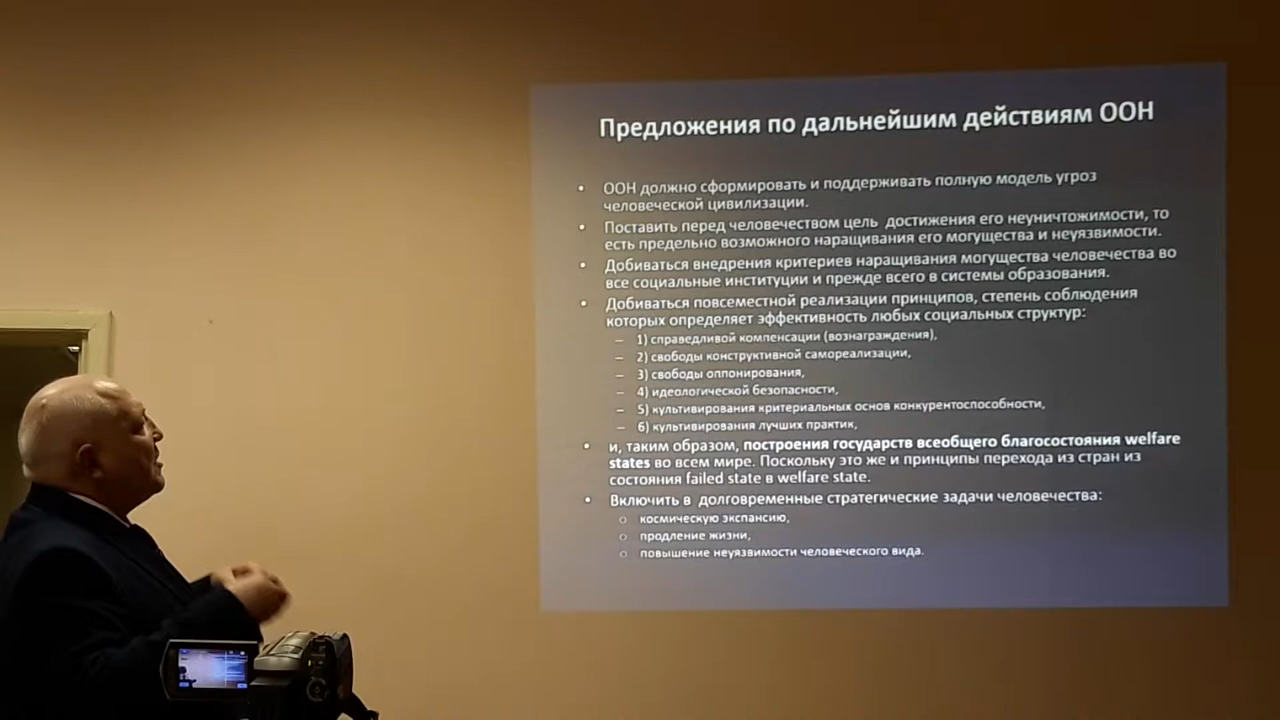 Предложения по дальнейшим действиям ООН
• ООН должно сформировать и поддерживать полную модель угроз
человеческой цивилизации.
• Поставить перед человечеством цель достижения его неуничтожимости, то
есть предельно возможного наращивания его могущества и неуязвимости.
• Добиваться внедрения критериев наращивания могущества человечества во
все социальные институции и прежде всего в системы образования.
• Добиваться повсеместной реализации принципов, степень соблюдения
которых определяет эффективность любых социальных структур:
– 1) справедливой компенсации (вознаграждения),
– 2) свободы конструктивной самореализации,
– 3) свободы оппонирования,
– 4) идеологической безопасности,
– 5) культивирования критериальных основ конкурентоспособности,
– 6) культивирования лучших практик,
• и, таким образом, построения государств всеобщего благосостояния welfare
states во всем мире. Поскольку это же и принципы перехода из стран из
состояния failed state в welfare state.
• Включить в долговременные стратегические задачи человечества:
○ космическую экспансию,
○ продление жизни,
○ повышение неуязвимости человеческого вида.